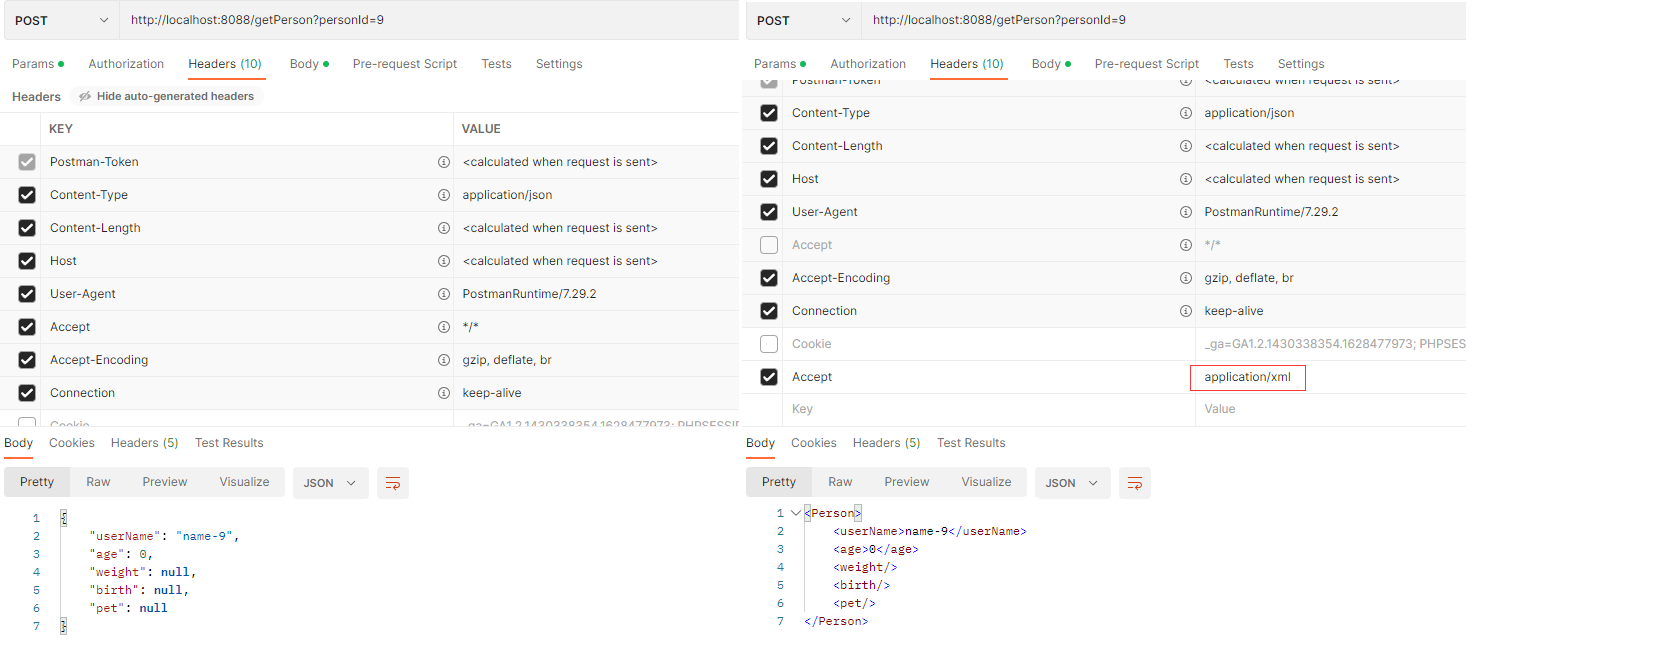 POST http://localhost:8088/getPerson?personId=9
Params Authorization Headers (10) Body Pre-request Script Tests Settings
Headers Hide auto-generated headers
KEY VALUE
Postman-Token <calculated when request is sent>
Content-Type application/json
Content-Length <calculated when request is sent>
Host <calculated when request is sent>
User-Agent PostmanRuntime/7.29.2
Accept */*
Accept-Encoding gzip, deflate, br
Connection keep-alive
Cookie _ga=GA1.2.1430338354.1628477973; PHPSESSI
Body Cookies Headers (5) Test Results
Pretty Raw Preview Visualize JSON
1 {
2 "userName": "name-9",
3 "age": 0,
4 "weight": null,
5 "birth": null,
6 "pet": null
7 }
POST http://localhost:8088/getPerson?personId=9
Params Authorization Headers (10) Body Pre-request Script Tests Settings
Postman-Token <calculated when request is sent>
Content-Type application/json
Content-Length <calculated when request is sent>
Host <calculated when request is sent>
User-Agent PostmanRuntime/7.29.2
Accept */*
Accept-Encoding gzip, deflate, br
Connection keep-alive
Cookie _ga=GA1.2.1430338354.1628477973; PHPSES
Accept application/xml
Key Value
Body Cookies Headers (5) Test Results
Pretty Raw Preview Visualize JSON
1 <Person>
2 <userName>name-9</userName>
3 <age>0</age>
4 <weight/>
5 <birth/>
6 <pet/>
7 </Person>